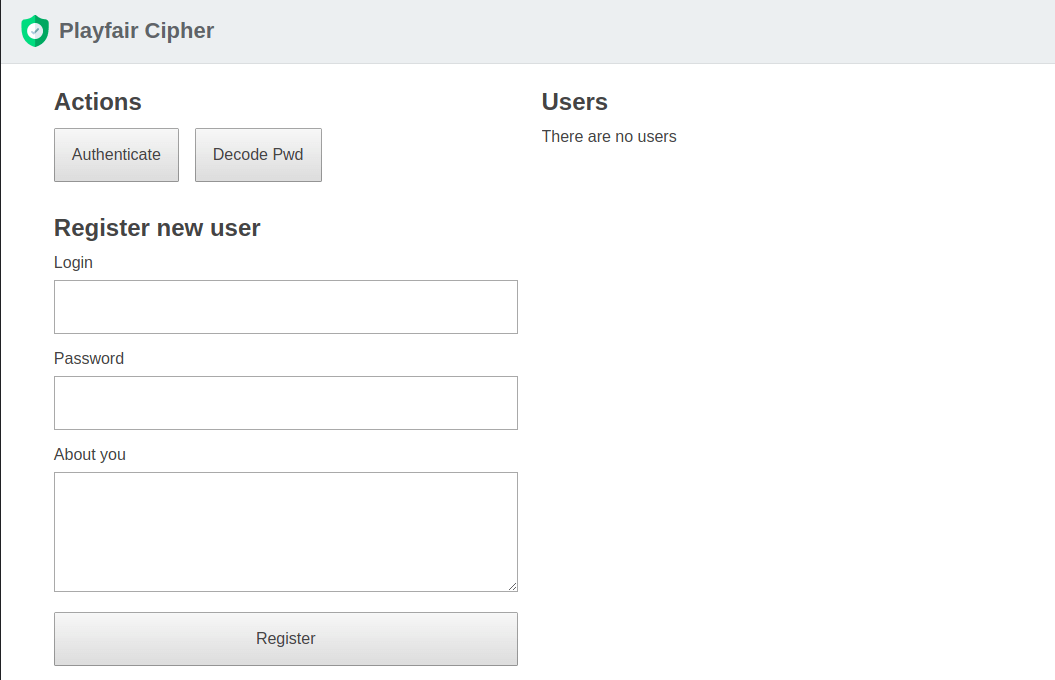 Playfair Cipher
Actions
Authenticate
Decode Pwd
Register new user
Login
Password
About you
Register
Users
There are no users